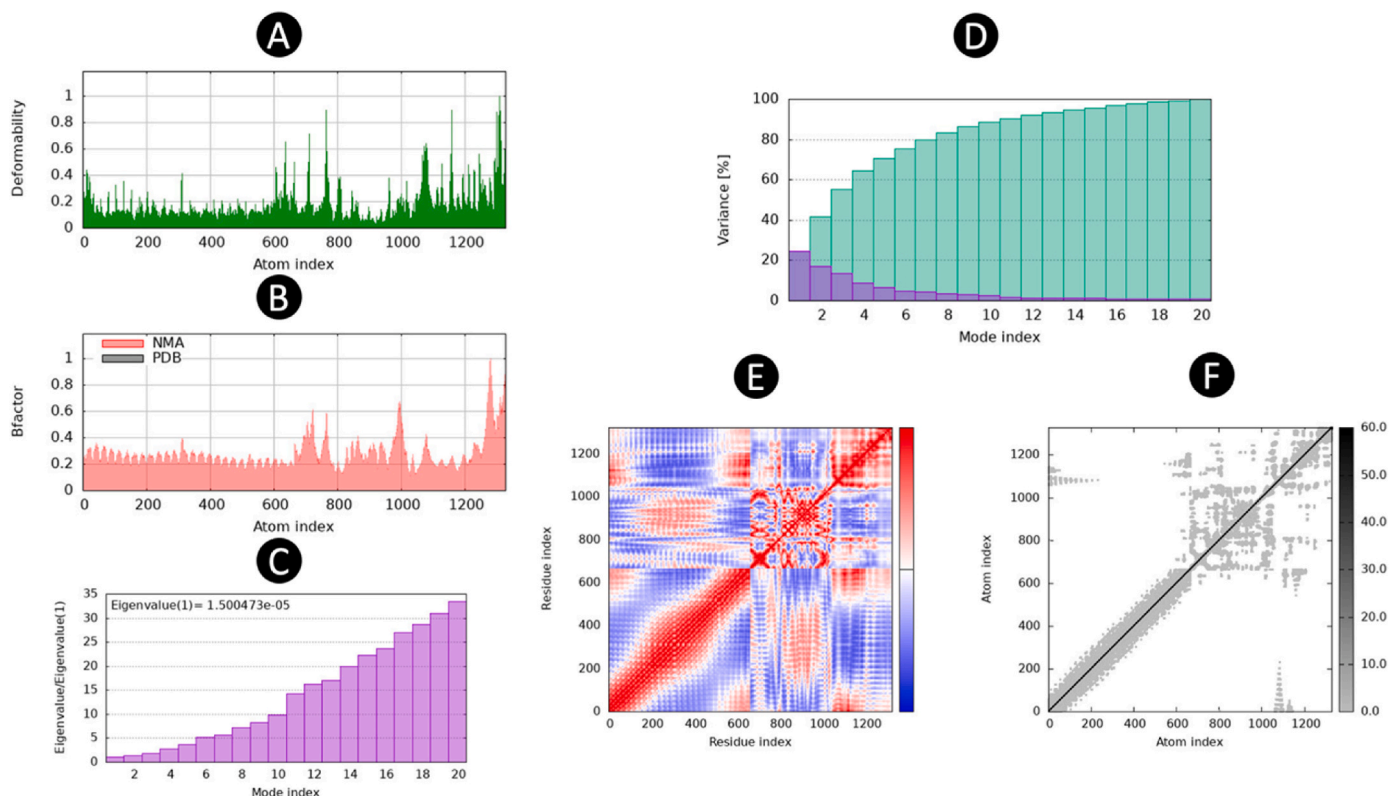 A
Deformability
1
0.8
0.6
0.4
0.2
0
0 200 400 600 800 1000 1200
Atom index
B
NMA
PDB
Bfactor
1
0.8
0.6
0.4
0.2
0
0 200 400 600 800 1000 1200
Atom index
C
Eigenvalue(1)= 1.500473e-05
Eigenvalue/Eigenvalue(1)
35
30
25
20
15
10
5
0
2 4 6 8 10 12 14 16 18 20
Mode index
D
Variance [%]
100
80
60
40
20
0
2 4 6 8 10 12 14 16 18 20
Mode index
E
Residue index
1200
1000
800
600
400
200
0
0 200 400 600 800 1000 1200
Residue index
F
Atom index
1200
1000
800
600
400
200
0
0 200 400 600 800 1000 1200
Atom index
60.0
50.0
40.0
30.0
20.0
10.0
0.0